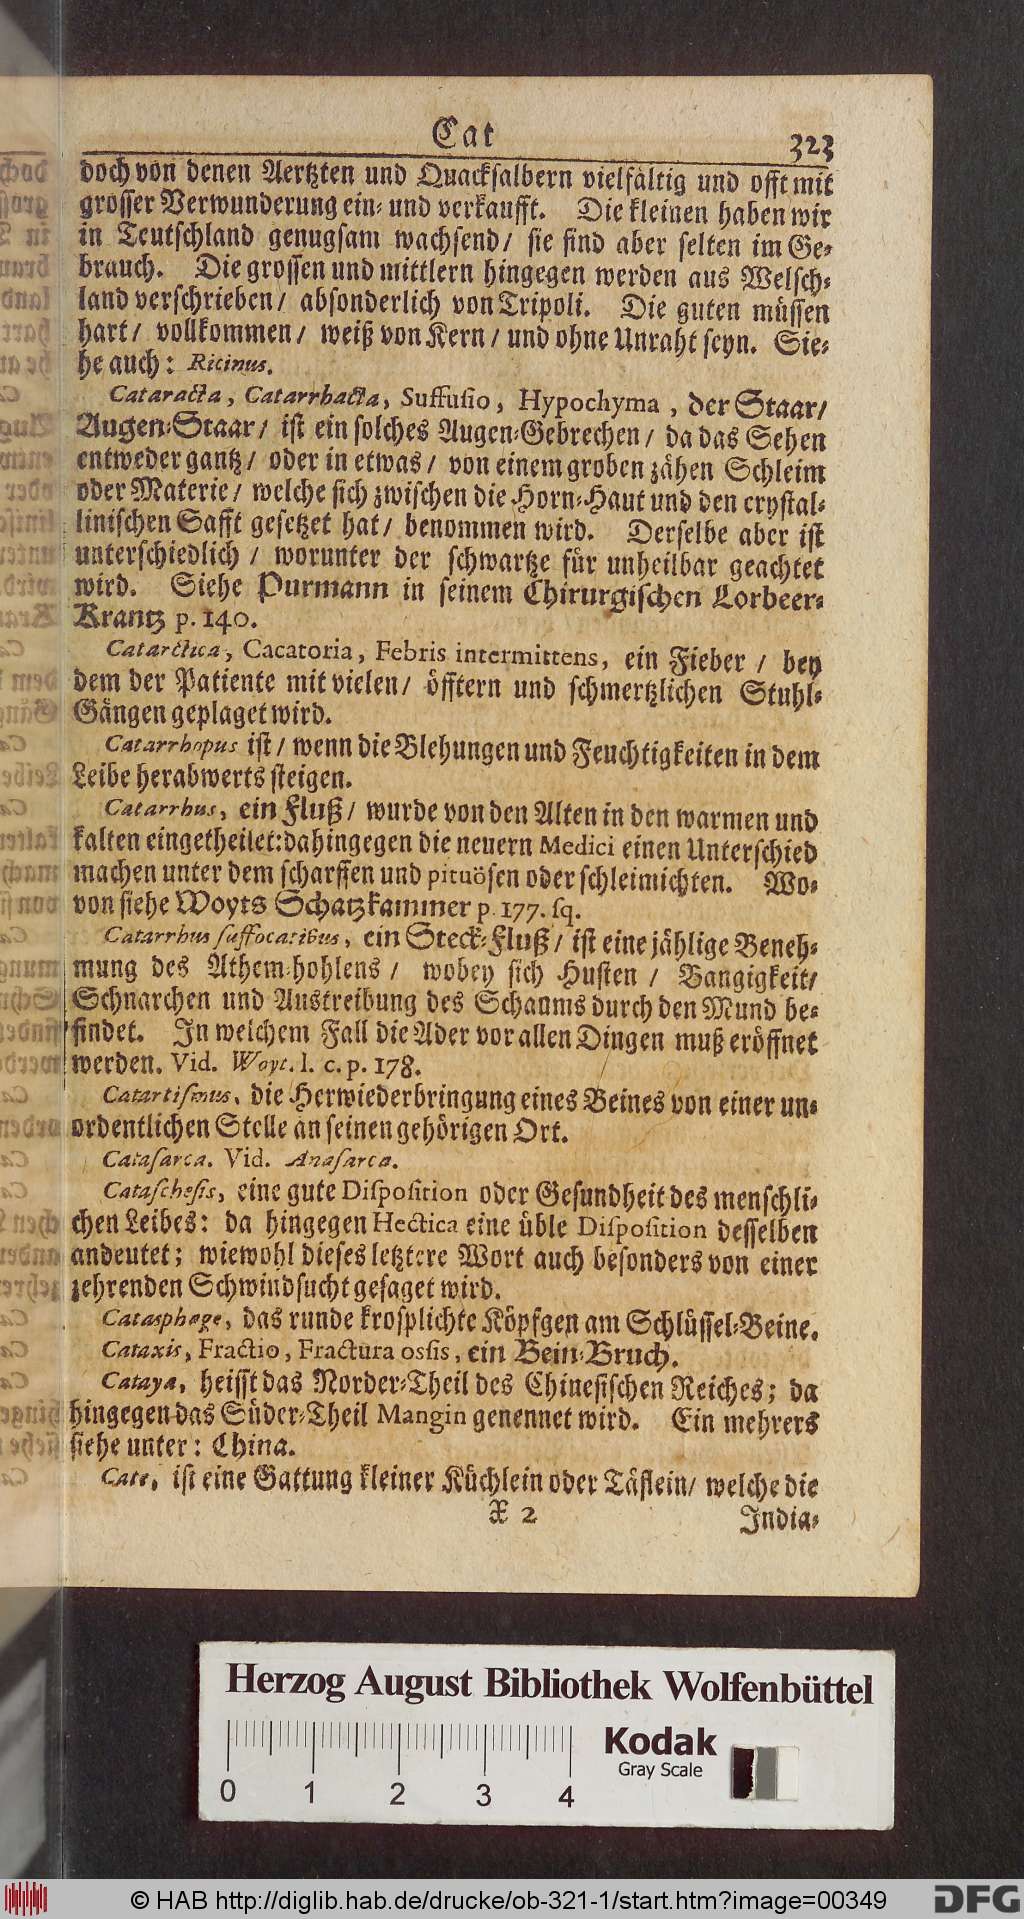 Cat 323
doch von denen Aertzten und Quacksalbern vielfältig und offt mit
grosser Verwunderung ein- und verkaufft. Die kleinen haben wir
in Teutschland genugsam wachsend/ sie sind aber selten im Ge-
brauch. Die grossen und mittlern hingegen werden aus Welsch-
land verschrieben/ absonderlich von Tripoli. Die guten müssen
hart/ vollkommen/ weiß von Kern/ und ohne Unraht seyn. Sie-
he auch: Ricinus.
Cataracta, Catarrhacta, Suffusio, Hypochyma, der Staar/
Augen-Staar/ ist ein solches Augen-Gebrechen/ da das Sehen
entweder gantz/ oder in etwas/ von einem groben zähen Schleim
oder Materie/ welche sich zwischen die Horn-Haut und den crystal-
linischen Safft gesetzet hat/ benommen wird. Derselbe aber ist
unterschiedlich/ worunter der schwartze für unheilbar geachtet
wird. Siehe Purmann in seinem Chirurgischen Lorbeer-
Krantz p. 140.
Catarctica, Cacatoria, Febris intermittens, ein Fieber / bey
dem der Patiente mit vielen/ öfftern und schmertzlichen Stuhl-
Gängen geplaget wird.
Catarrhopus ist/ wenn die Blehungen und Feuchtigkeiten in dem
Leibe herabwerts steigen.
Catarrhus, ein Fluß/ wurde von den Alten in den warmen und
kalten eingetheilet: dahingegen die neuern Medici einen Unterschied
machen unter dem scharffen und pituösen oder schleimichten. Wo-
von siehe Woyts Schatzkammer p. 177. sq.
Catarrhus suffocativus, ein Steck-Fluß/ ist eine jählige Beneh-
mung des Athem-hohlens / wobey sich Husten / Bangigkeit/
Schnarchen und Austreibung des Schaums durch den Mund be-
findet. In welchem Fall die Ader vor allen Dingen muß eröffnet
werden. Vid. Woyt. l. c. p. 178.
Catartismus, die Herwiederbringung eines Beines von einer un-
ordentlichen Stelle an seinen gehörigen Ort.
Catasarca. Vid. Anasarca.
Cataschesis, eine gute Disposition oder Gesundheit des menschli-
chen Leibes: da hingegen Hectica eine üble Disposition desselben
andeutet; wiewohl dieses letztere Wort auch besonders von einer
zehrenden Schwindsucht gesaget wird.
Catasphage, das runde krosplichte Köpfgen am Schlüssel-Beine.
Cataxis, Fractio, Fractura ossis, ein Bein-Bruch.
Cataya, heisst das Norder-Theil des Chinesischen Reiches; da
hingegen das Süder-Theil Mangin genennet wird. Ein mehrers
siehe unter: China.
Cate, ist eine Gattung kleiner Küchlein oder Täflein/ welche die
X 2 India-
Herzog August Bibliothek Wolfenbüttel
Kodak
Gray Scale
0 1 2 3 4
© HAB http://diglib.hab.de/drucke/ob-321-1/start.htm?image=00349
DFG